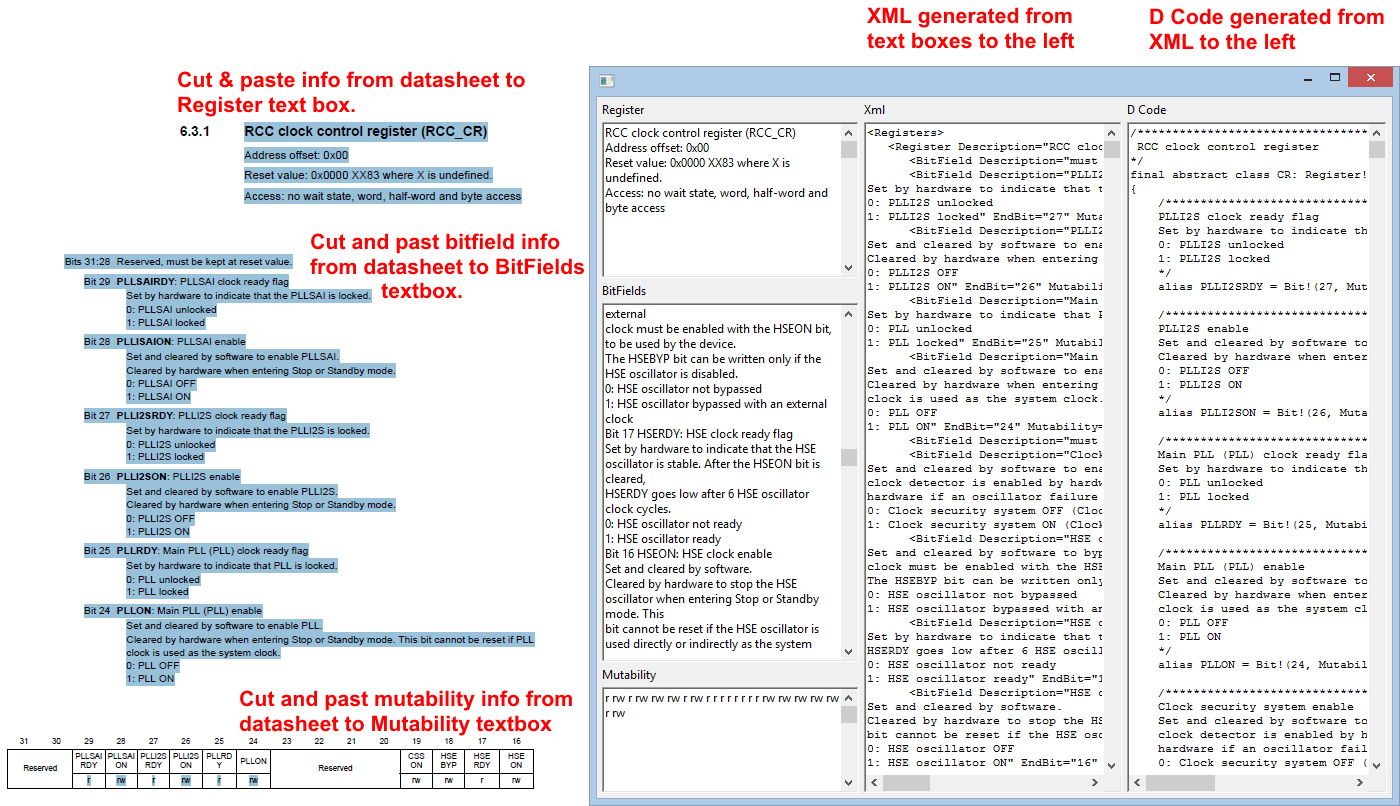 XML generated from
text boxes to the left
D Code generated from
XML to the left
Cut & paste info from datasheet to
Register text box.
6.3.1 RCC clock control register (RCC_CR)
Address offset: 0x00
Reset value: 0x0000 XX83 where X is undefined.
Access: no wait state, word, half-word and byte access
Cut and past bitfield info
from datasheet to BitFields
textbox.
Bits 31:28 Reserved, must be kept at reset value.
Bit 29 PLLSAIRDY: PLLSAI clock ready flag
Set by hardware to indicate that the PLLSAI is locked.
0: PLLSAI unlocked
1: PLLSAI locked
Bit 28 PLLISAION: PLLSAI enable
Set and cleared by software to enable PLLSAI.
Cleared by hardware when entering Stop or Standby mode.
0: PLLSAI OFF
1: PLLSAI ON
Bit 27 PLLI2SRDY: PLLI2S clock ready flag
Set by hardware to indicate that the PLLI2S is locked.
0: PLLI2S unlocked
1: PLLI2S locked
Bit 26 PLLI2SON: PLLI2S enable
Set and cleared by software to enable PLLI2S.
Cleared by hardware when entering Stop or Standby mode.
0: PLLI2S OFF
1: PLLI2S ON
Bit 25 PLLRDY: Main PLL (PLL) clock ready flag
Set by hardware to indicate that PLL is locked.
0: PLL unlocked
1: PLL locked
Bit 24 PLLON: Main PLL (PLL) enable
Set and cleared by software to enable PLL.
Cleared by hardware when entering Stop or Standby mode. This bit cannot be reset if PLL
clock is used as the system clock.
0: PLL OFF
1: PLL ON
Cut and past mutability info from
datasheet to Mutability textbox
31 30 29 28 27 26 25 24 23 22 21 20 19 18 17 16
Reserved PLLSAI RDY PLLSAI ON PLLI2S RDY PLLI2S ON PLLRD Y PLLON Reserved CSS ON HSE BYP HSE RDY HSE ON
r rw r rw r rw rw rw r rw
Register
RCC clock control register (RCC_CR)
Address offset: 0x00
Reset value: 0x0000 XX83 where X is
undefined.
Access: no wait state, word, half-word and
byte access
BitFields
external
clock must be enabled with the HSEON bit,
to be used by the device.
The HSEBYP bit can be written only if the
HSE oscillator is disabled.
0: HSE oscillator not bypassed
1: HSE oscillator bypassed with an external
clock
Bit 17 HSERDY: HSE clock ready flag
Set by hardware to indicate that the HSE
oscillator is stable. After the HSEON bit is
cleared,
HSERDY goes low after 6 HSE oscillator
clock cycles.
0: HSE oscillator not ready
1: HSE oscillator ready
Bit 16 HSEON: HSE clock enable
Set and cleared by software.
Cleared by hardware to stop the HSE
oscillator when entering Stop or Standby
mode. This
bit cannot be reset if the HSE oscillator is
used directly or indirectly as the system
Mutability
r rw r rw rw rw r rw r r r r r r r r rw rw rw rw rw
r rw
Xml
<Registers>
<Register Description="RCC cloc
<BitField Description="must
<BitField Description="PLLI2
Set by hardware to indicate that t
0: PLLI2S unlocked
1: PLLI2S locked" EndBit="27" Muta
<BitField Description="PLLI2
Set and cleared by software to ena
Cleared by hardware when entering
0: PLLI2S OFF
1: PLLI2S ON" EndBit="26" Mutabili
<BitField Description="Main
Set by hardware to indicate that P
0: PLL unlocked
1: PLL locked" EndBit="25" Mutabil
<BitField Description="Main
Set and cleared by software to ena
Cleared by hardware when entering
clock is used as the system clock.
0: PLL OFF
1: PLL ON" EndBit="24" Mutability=
<BitField Description="must
<BitField Description="Clock
Set and cleared by software to ena
clock detector is enabled by hardw
hardware if an oscillator failure
0: Clock security system OFF (Cloc
1: Clock security system ON (Clock
<BitField Description="HSE c
Set and cleared by software to byp
clock must be enabled with the HSE
The HSEBYP bit can be written only
0: HSE oscillator not bypassed
1: HSE oscillator bypassed with an
<BitField Description="HSE c
Set by hardware to indicate that t
HSERDY goes low after 6 HSE oscill
0: HSE oscillator not ready
1: HSE oscillator ready" EndBit="1
<BitField Description="HSE c
Set and cleared by software.
Cleared by hardware to stop the HS
bit cannot be reset if the HSE osc
0: HSE oscillator OFF
1: HSE oscillator ON" EndBit="16"
D Code
/*********************************
RCC clock control register
*/
final abstract class CR: Register!
{
/*****************************
PLLI2S clock ready flag
Set by hardware to indicate th
0: PLLI2S unlocked
1: PLLI2S locked
*/
alias PLLI2SRDY = Bit!(27, Mut
/*****************************
PLLI2S enable
Set and cleared by software to
Cleared by hardware when enter
0: PLLI2S OFF
1: PLLI2S ON
*/
alias PLLI2SON = Bit!(26, Muta
/*****************************
Main PLL (PLL) clock ready fla
Set by hardware to indicate th
0: PLL unlocked
1: PLL locked
*/
alias PLLRDY = Bit!(25, Mutabi
/*****************************
Main PLL (PLL) enable
Set and cleared by software to
Cleared by hardware when enter
clock is used as the system cl
0: PLL OFF
1: PLL ON
*/
alias PLLON = Bit!(24, Mutabil
/*****************************
Clock security system enable
Set and cleared by software to
clock detector is enabled by h
hardware if an oscillator fail
0: Clock security system OFF (